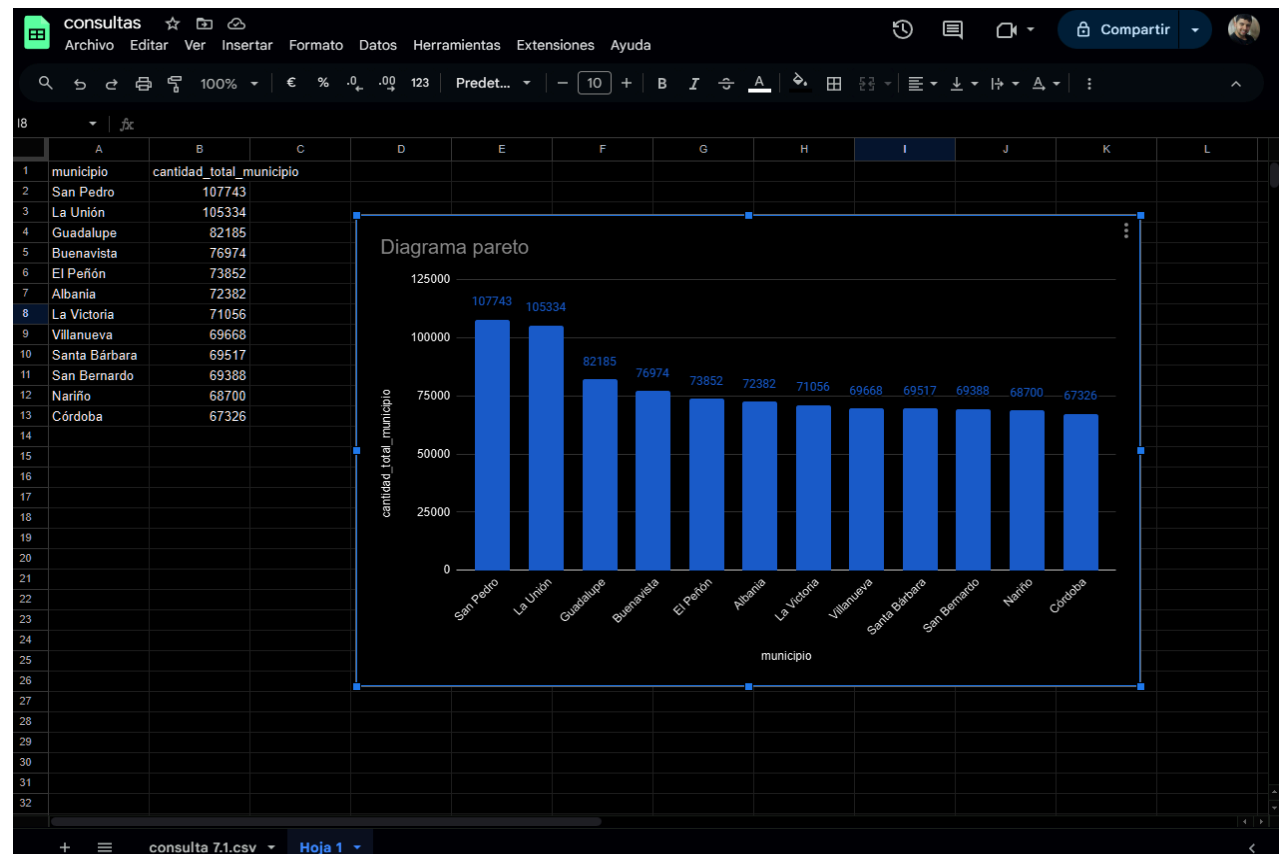 consultas
Archivo Editar Ver Insertar Formato Datos Herramientas Extensiones Ayuda
Compartir
100% € % .0 .00 123 Predet... − 10 + B I A
I8 fx
A B C D E F G H I J K L
1 municipio cantidad_total_municipio
2 San Pedro 107743
3 La Unión 105334
4 Guadalupe 82185
5 Buenavista 76974
6 El Peñón 73852
7 Albania 72382
8 La Victoria 71056
9 Villanueva 69668
10 Santa Bárbara 69517
11 San Bernardo 69388
12 Nariño 68700
13 Córdoba 67326
14
15
16
17
18
19
20
21
22
23
24
25
26
27
28
29
30
31
32
Diagrama pareto
cantidad_total_municipio
125000
100000
75000
50000
25000
0
107743 105334 82185 76974 73852 72382 71056 69668 69517 69388 68700 67326
San Pedro La Unión Guadalupe Buenavista El Peñón Albania La Victoria Villanueva Santa Bárbara San Bernardo Nariño Córdoba
municipio
+ consulta 7.1.csv Hoja 1